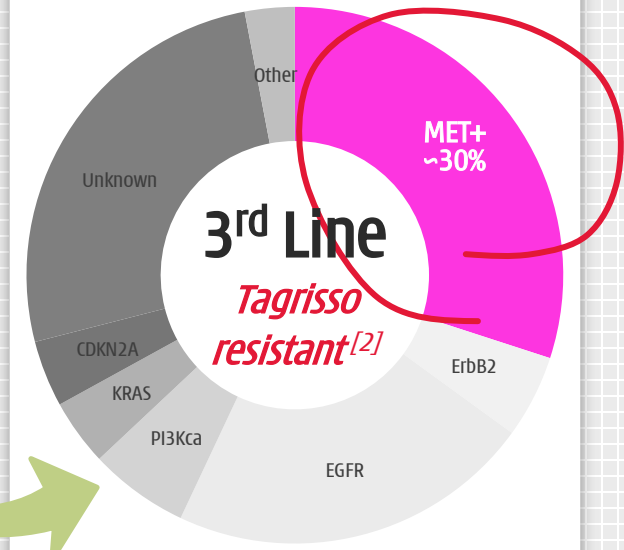 Other
MET+
~30%
Unknown
3rd Line
Tagrisso
resistant[2]
CDKN2A
ErbB2
KRAS
PI3Kca
EGFR